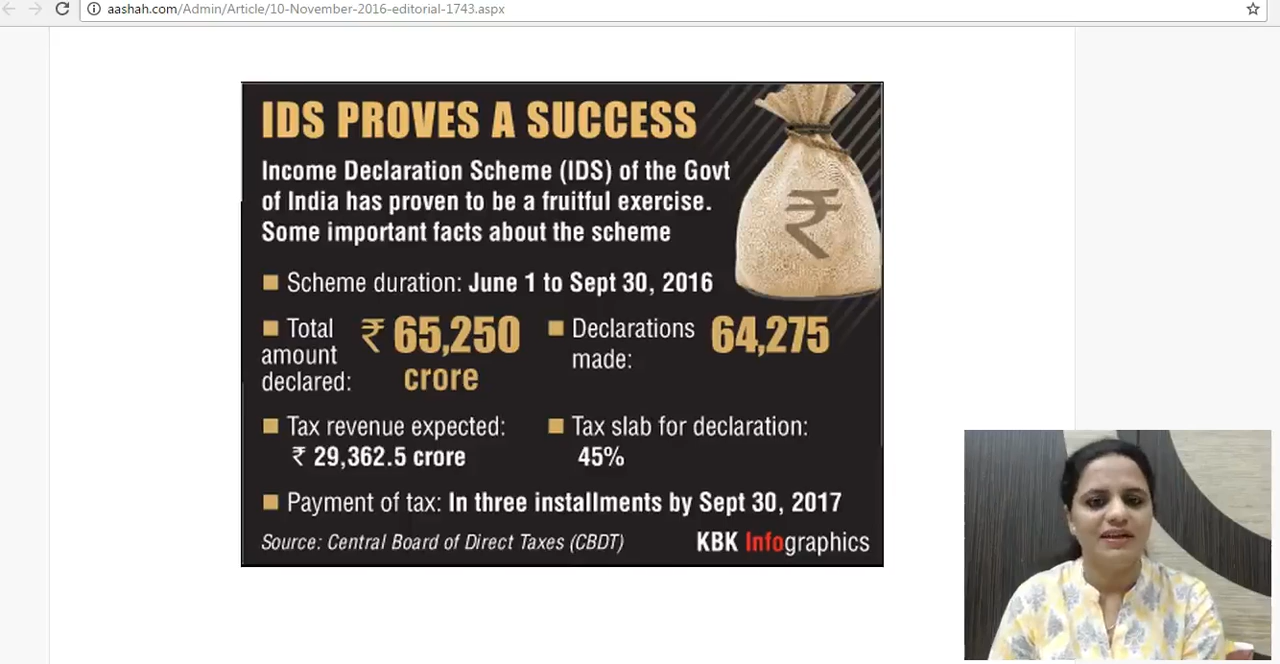 aashah.com/Admin/Article/10-November-2016-editorial-1743.aspx
IDS PROVES A SUCCESS
Income Declaration Scheme (IDS) of the Govt
of India has proven to be a fruitful exercise.
Some important facts about the scheme
₹
Scheme duration: June 1 to Sept 30, 2016
Total
amount
declared:
₹ 65,250
crore
Declarations
made:
64,275
Tax revenue expected:
₹ 29,362.5 crore
Tax slab for declaration:
45%
Payment of tax: In three installments by Sept 30, 2017
Source: Central Board of Direct Taxes (CBDT)
KBK Infographics